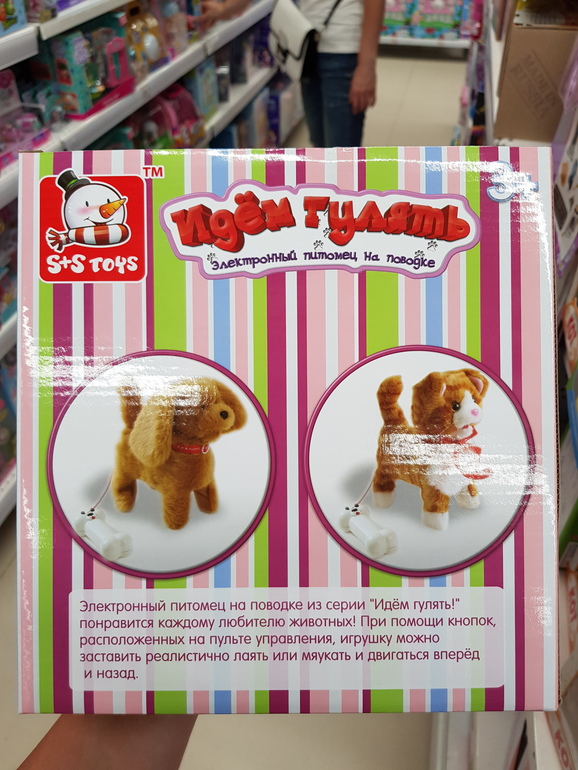 S+S TOYS
TM
3+
Идём гулять
электронный питомец на поводке
Электронный питомец на поводке из серии "Идём гулять!"
понравится каждому любителю животных! При помощи кнопок,
расположенных на пульте управления, игрушку можно
заставить реалистично лаять или мяукать и двигаться вперёд
и назад.